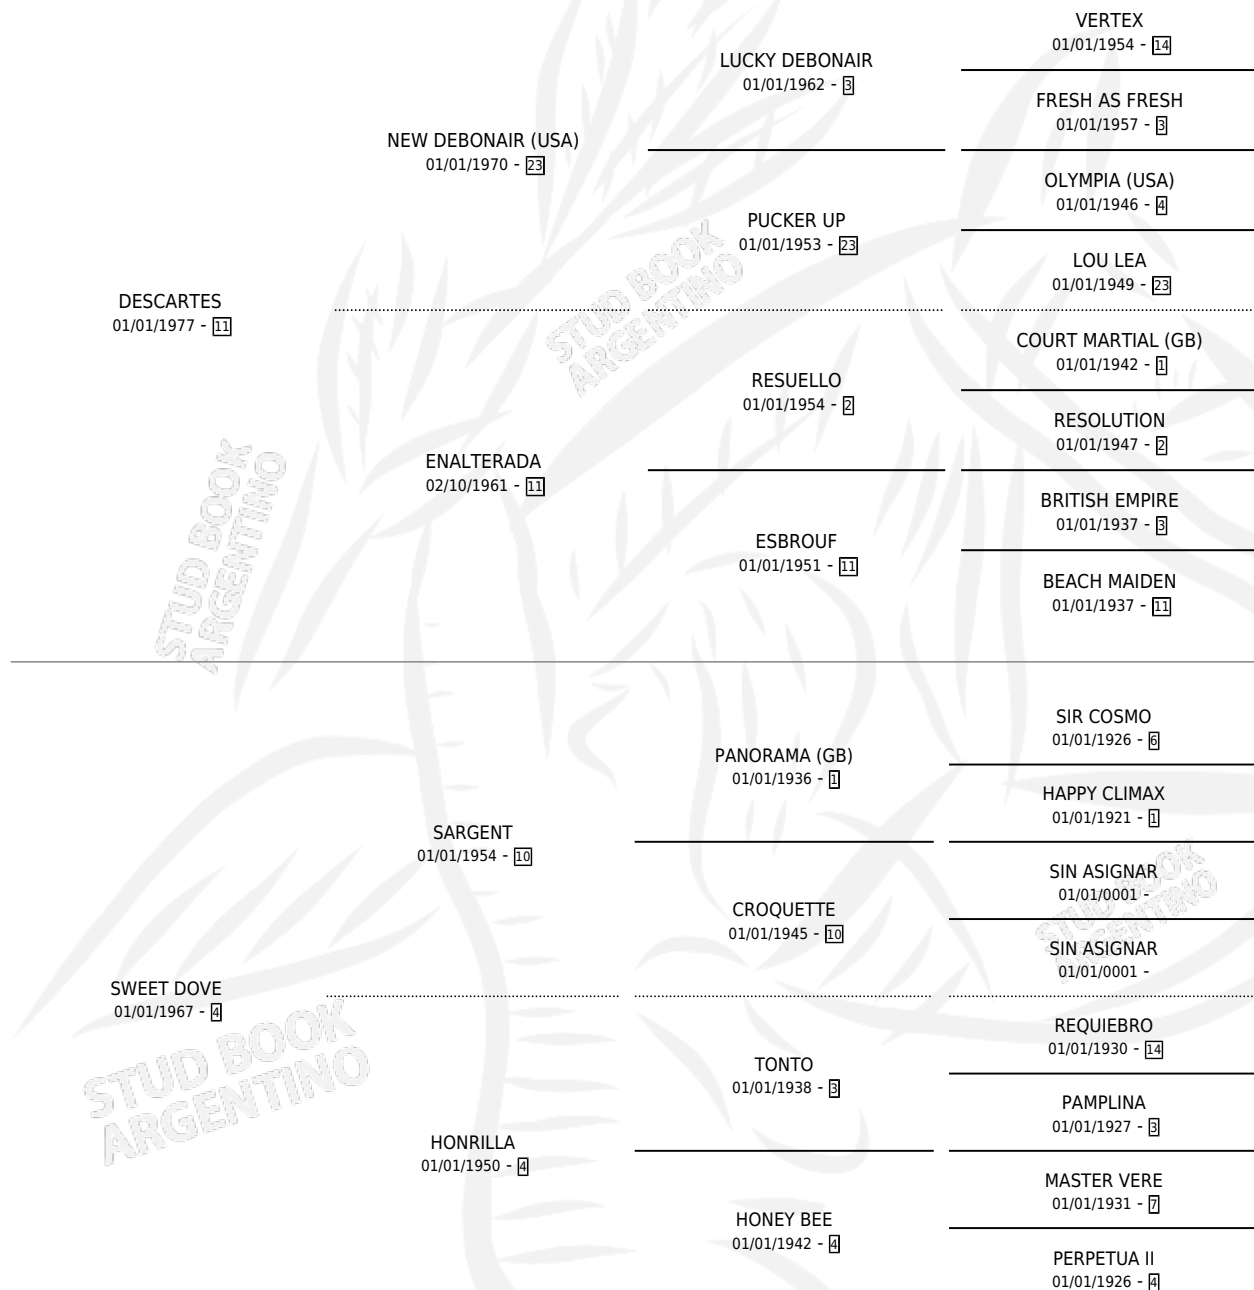 VERTEX
01/01/1954 - 14
LUCKY DEBONAIR
01/01/1962 - 3
FRESH AS FRESH
01/01/1957 - 3
NEW DEBONAIR (USA)
01/01/1970 - 23
OLYMPIA (USA)
01/01/1946 - 4
PUCKER UP
01/01/1953 - 23
LOU LEA
01/01/1949 - 23
STUD BOOK
ARGENTINO
DESCARTES
01/01/1977 - 11
COURT MARTIAL (GB)
01/01/1942 - 1
RESUELLO
01/01/1954 - 2
RESOLUTION
01/01/1947 - 2
ENALTERADA
02/10/1961 - 11
BRITISH EMPIRE
01/01/1937 - 3
ESBROUF
01/01/1951 - 11
BEACH MAIDEN
01/01/1937 - 11
STUD BOOK
ARGENTINO
SIR COSMO
01/01/1926 - 6
PANORAMA (GB)
01/01/1936 - 1
HAPPY CLIMAX
01/01/1921 - 1
SARGENT
01/01/1954 - 10
SIN ASIGNAR
01/01/0001 -
CROQUETTE
01/01/1945 - 10
SIN ASIGNAR
01/01/0001 -
STUD BOOK
ARGENTINO
SWEET DOVE
01/01/1967 - 4
REQUIEBRO
01/01/1930 - 14
TONTO
01/01/1938 - 3
PAMPLINA
01/01/1927 - 3
STUD BOOK
ARGENTINO
HONRILLA
01/01/1950 - 4
MASTER VERE
01/01/1931 - 7
HONEY BEE
01/01/1942 - 4
PERPETUA II
01/01/1926 - 4